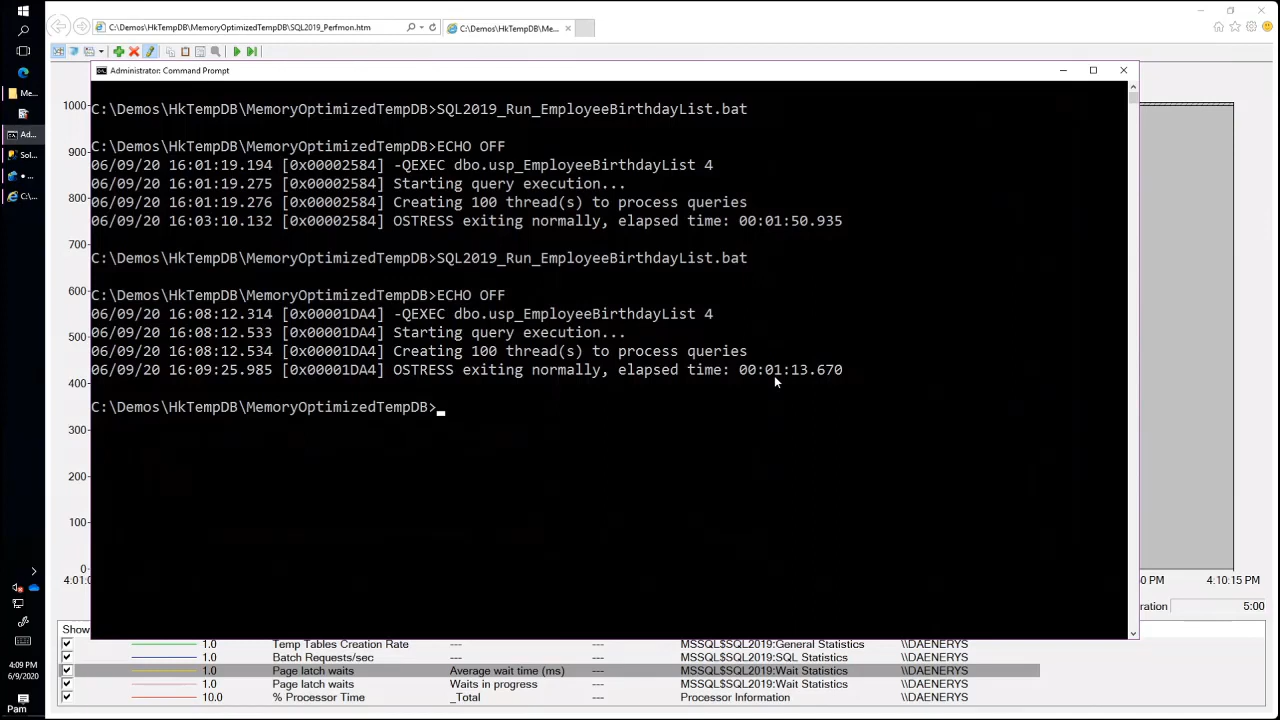 C:\Demos\HkTempDB\MemoryOptimizedTempDB\SQL2019_Perfmon.htm
C:\Demos\HkTempDB\Me...
Administrator: Command Prompt
C:\Demos\HkTempDB\MemoryOptimizedTempDB>SQL2019_Run_EmployeeBirthdayList.bat
C:\Demos\HkTempDB\MemoryOptimizedTempDB>ECHO OFF
06/09/20 16:01:19.194 [0x00002584] -QEXEC dbo.usp_EmployeeBirthdayList 4
06/09/20 16:01:19.275 [0x00002584] Starting query execution...
06/09/20 16:01:19.276 [0x00002584] Creating 100 thread(s) to process queries
06/09/20 16:03:10.132 [0x00002584] OSTRESS exiting normally, elapsed time: 00:01:50.935
C:\Demos\HkTempDB\MemoryOptimizedTempDB>SQL2019_Run_EmployeeBirthdayList.bat
C:\Demos\HkTempDB\MemoryOptimizedTempDB>ECHO OFF
06/09/20 16:08:12.314 [0x00001DA4] -QEXEC dbo.usp_EmployeeBirthdayList 4
06/09/20 16:08:12.533 [0x00001DA4] Starting query execution...
06/09/20 16:08:12.534 [0x00001DA4] Creating 100 thread(s) to process queries
06/09/20 16:09:25.985 [0x00001DA4] OSTRESS exiting normally, elapsed time: 00:01:13.670
C:\Demos\HkTempDB\MemoryOptimizedTempDB>
Me...
Ad...
Sol...
C:\...
1000
900
800
700
600
500
400
300
200
100
0
4:01:0
0 PM
4:10:15 PM
ration 5:00
Show
1.0 Temp Tables Creation Rate --- --- MSSQL$SQL2019:General Statistics \\DAENERYS
1.0 Batch Requests/sec --- --- MSSQL$SQL2019:SQL Statistics \\DAENERYS
1.0 Page latch waits Average wait time (ms) --- MSSQL$SQL2019:Wait Statistics \\DAENERYS
1.0 Page latch waits Waits in progress --- MSSQL$SQL2019:Wait Statistics \\DAENERYS
10.0 % Processor Time _Total --- Processor Information \\DAENERYS
4:09 PM
6/9/2020
Pam